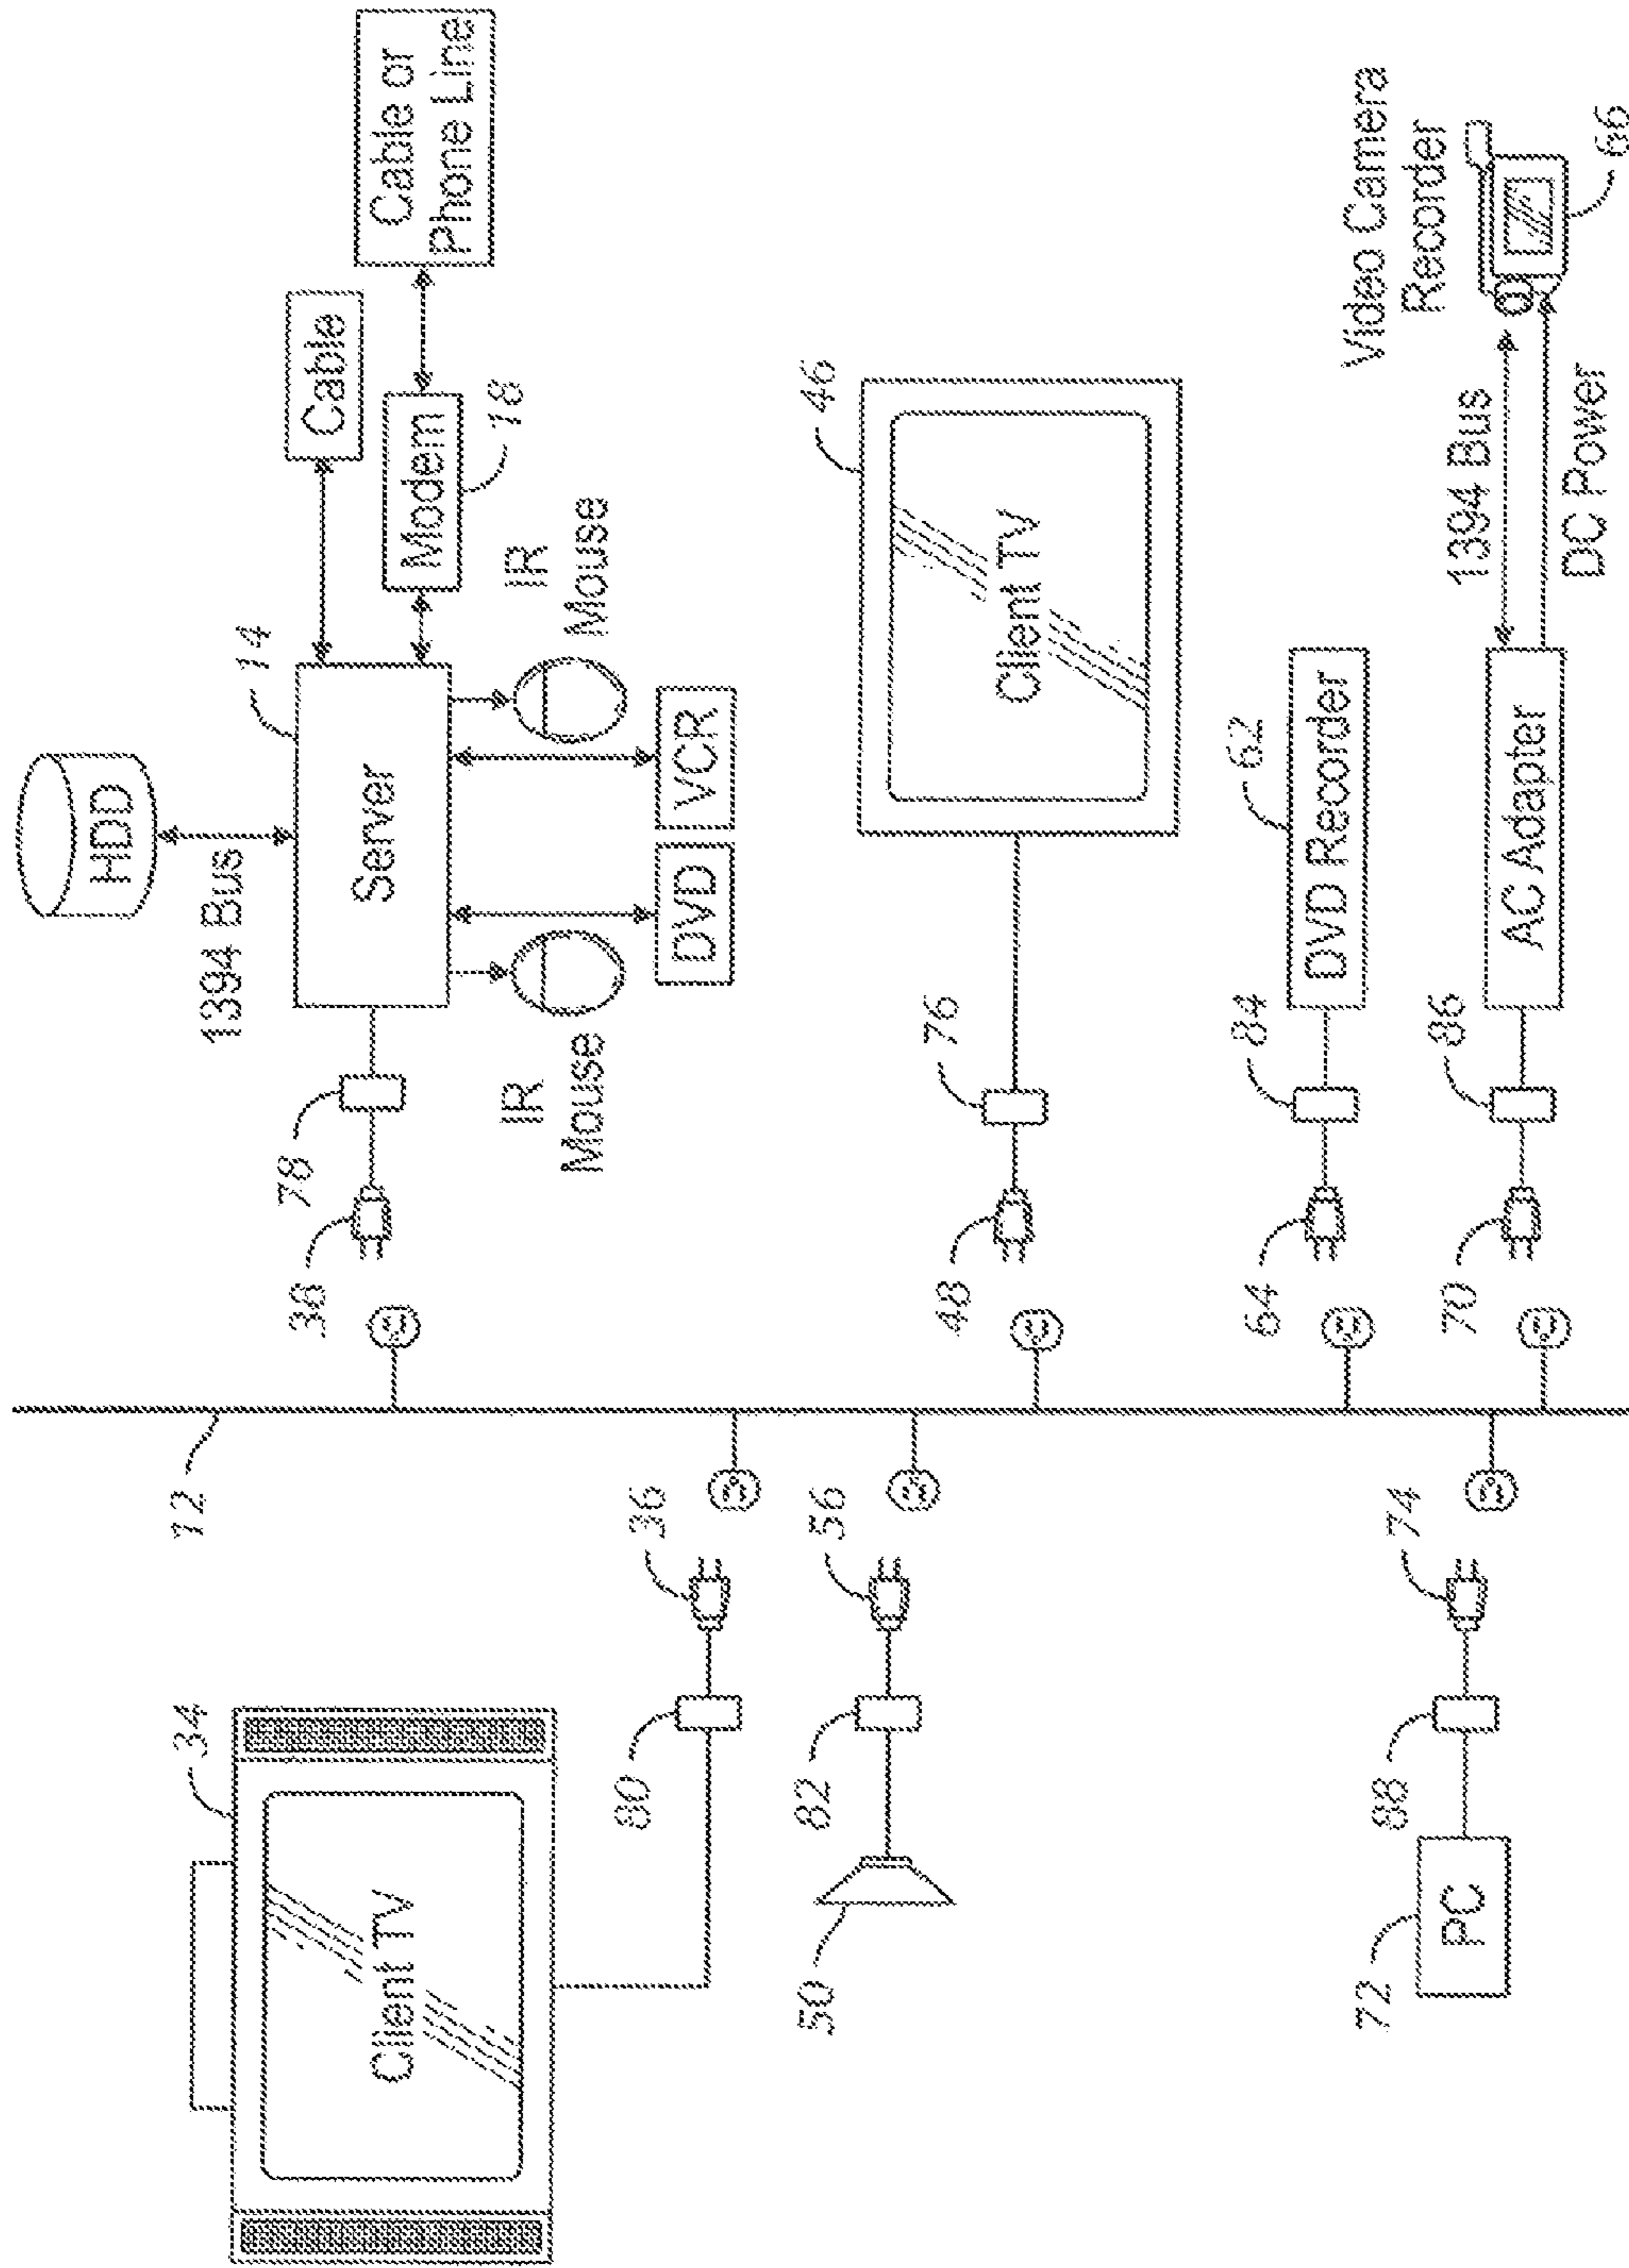 HDD
1394 Bus
14
Server
Cable
Cable or
Phone Line
Modem
18
IR
Mouse
IR
Mouse
DVD
VCR
78
38
12
34
Client TV
80
36
82
56
50
46
Client TV
76
48
62
DVD Recorder
84
64
Video Camera
Recorder
1394 Bus
DC Power
66
AC Adapter
86
70
74
88
72
PC